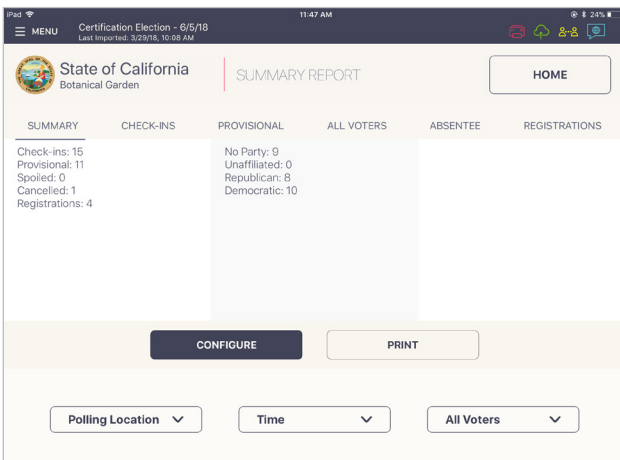 iPad
11:47 AM
24%
MENU
Certification Election - 6/5/18
Last Imported: 3/29/18, 10:08 AM
State of California
Botanical Garden
SUMMARY REPORT
HOME
SUMMARY
CHECK-INS
PROVISIONAL
ALL VOTERS
ABSENTEE
REGISTRATIONS
Check-ins: 15
Provisional: 11
Spoiled: 0
Cancelled: 1
Registrations: 4
No Party: 9
Unaffiliated: 0
Republican: 8
Democratic: 10
CONFIGURE
PRINT
Polling Location
Time
All Voters